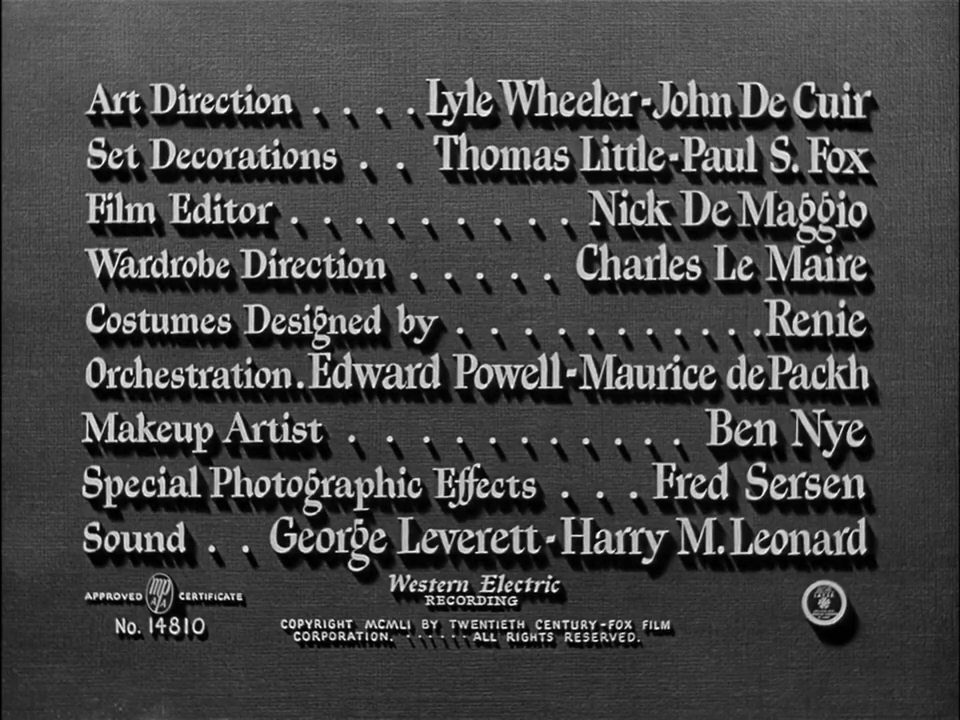 Art Direction . . . . Lyle Wheeler-John De Cuir
Set Decorations . . Thomas Little-Paul S. Fox
Film Editor . . . . . . . . . Nick De Maggio
Wardrobe Direction . . . . . Charles Le Maire
Costumes Designed by . . . . . . . . . . . . Renie
Orchestration . Edward Powell-Maurice de Packh
Makeup Artist . . . . . . . . . . Ben Nye
Special Photographic Effects . . . Fred Sersen
Sound . . George Leverett-Harry M. Leonard
APPROVED MPAA CERTIFICATE
No. 14810
Western Electric
RECORDING
COPYRIGHT MCMLI BY TWENTIETH CENTURY-FOX FILM
CORPORATION. . . . . . . ALL RIGHTS RESERVED.